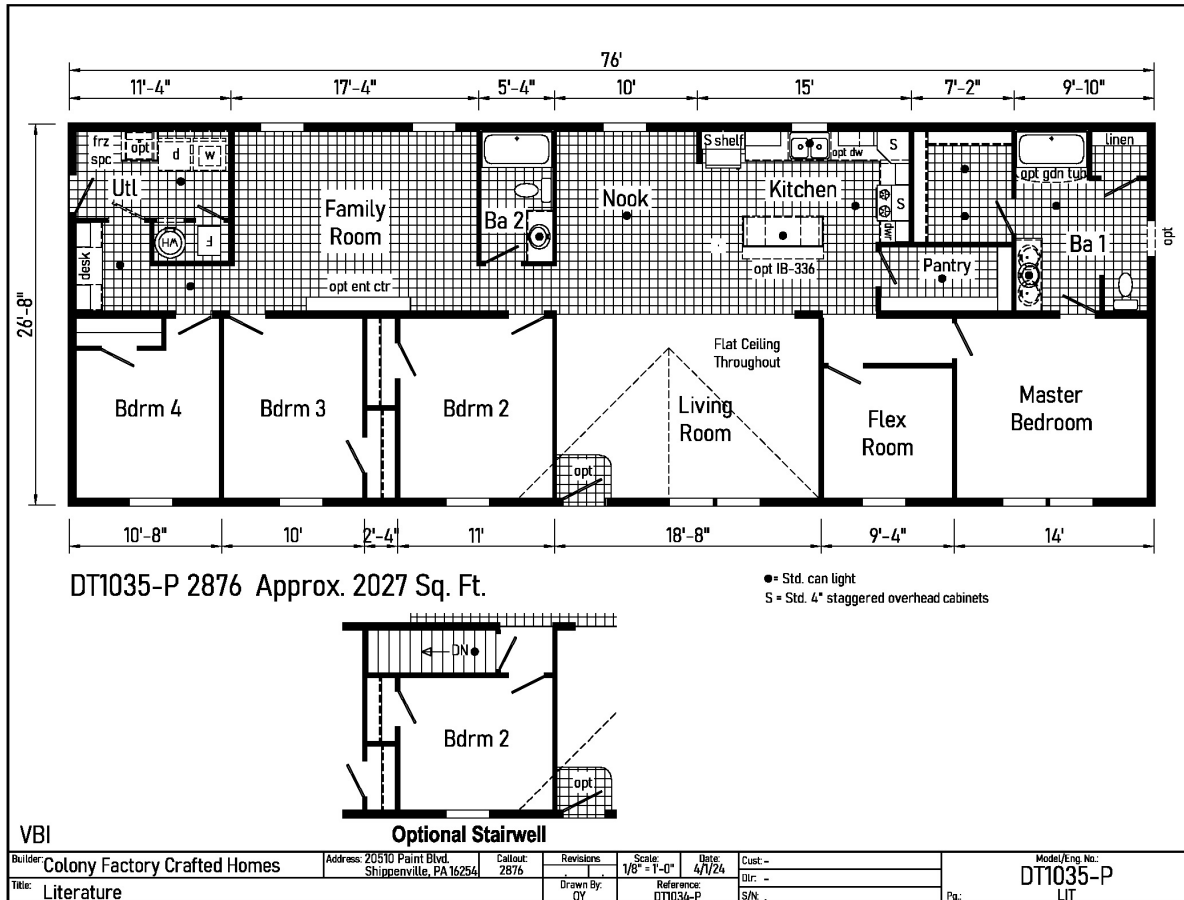 76'
11'-4" 17'-4" 5'-4" 10' 15' 7'-2" 9'-10"
26'-8"
frz
spc
opt
d
W
Utl
WH
F
desk
Family
Room
opt ent ctr
Ba 2
Nook
S shelf
opt dw
S
Kitchen
S
dwr
opt IB-336
Pantry
opt gdn tub
linen
Ba 1
opt
Bdrm 4
Bdrm 3
Bdrm 2
Flat Ceiling
Throughout
Living
Room
opt
Flex
Room
Master
Bedroom
10'-8" 10' 2'-4" 11' 18'-8" 9'-4" 14'
DT1035-P 2876 Approx. 2027 Sq. Ft.
●= Std. can light
S = Std. 4" staggered overhead cabinets
DN
Bdrm 2
opt
Optional Stairwell
VBI
Builder: Colony Factory Crafted Homes
Address: 20510 Paint Blvd.
Shippenville, PA 16254
Callout:
2876
Revisions
Scale:
1/8" = 1'-0"
Date:
4/1/24
Cust: -
Dlr: -
S/N: .
Model/Eng. No.:
DT1035-P
Title: Literature
Drawn By:
OY
Reference:
DT1034-P
Pg.: LIT